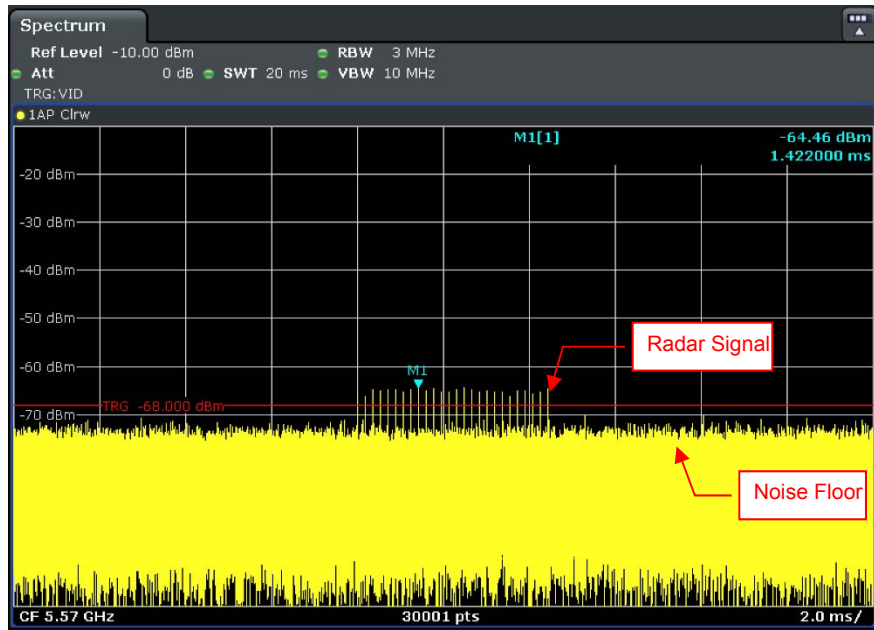 Spectrum
Ref Level -10.00 dBm RBW 3 MHz
Att 0 dB SWT 20 ms VBW 10 MHz
TRG:VID
1AP Clrw
M1[1] -64.46 dBm
1.422000 ms
-20 dBm
-30 dBm
-40 dBm
-50 dBm
Radar Signal
-60 dBm
M1
TRG -68.000 dBm
-70 dBm
Noise Floor
CF 5.57 GHz 30001 pts 2.0 ms/